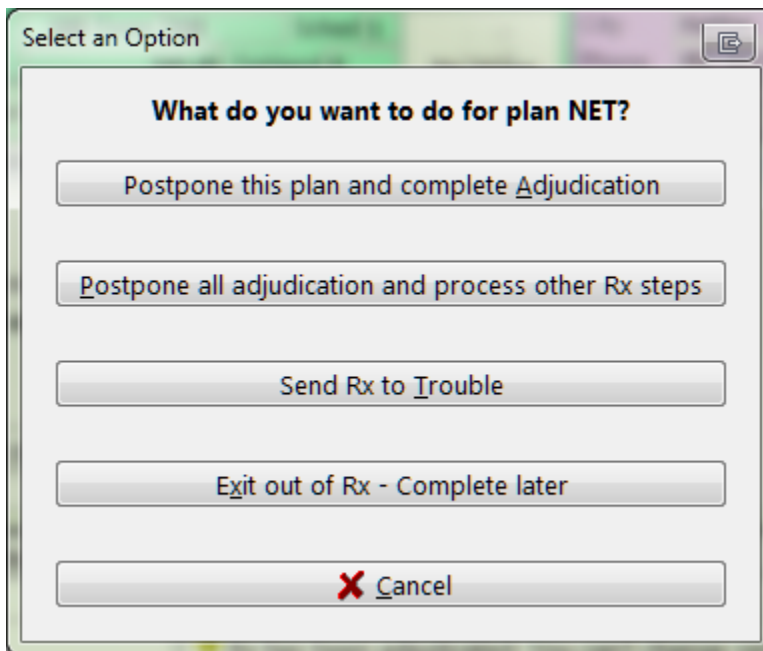 Select an Option
What do you want to do for plan NET?
Postpone this plan and complete Adjudication
Postpone all adjudication and process other Rx steps
Send Rx to Trouble
Exit out of Rx - Complete later
Cancel